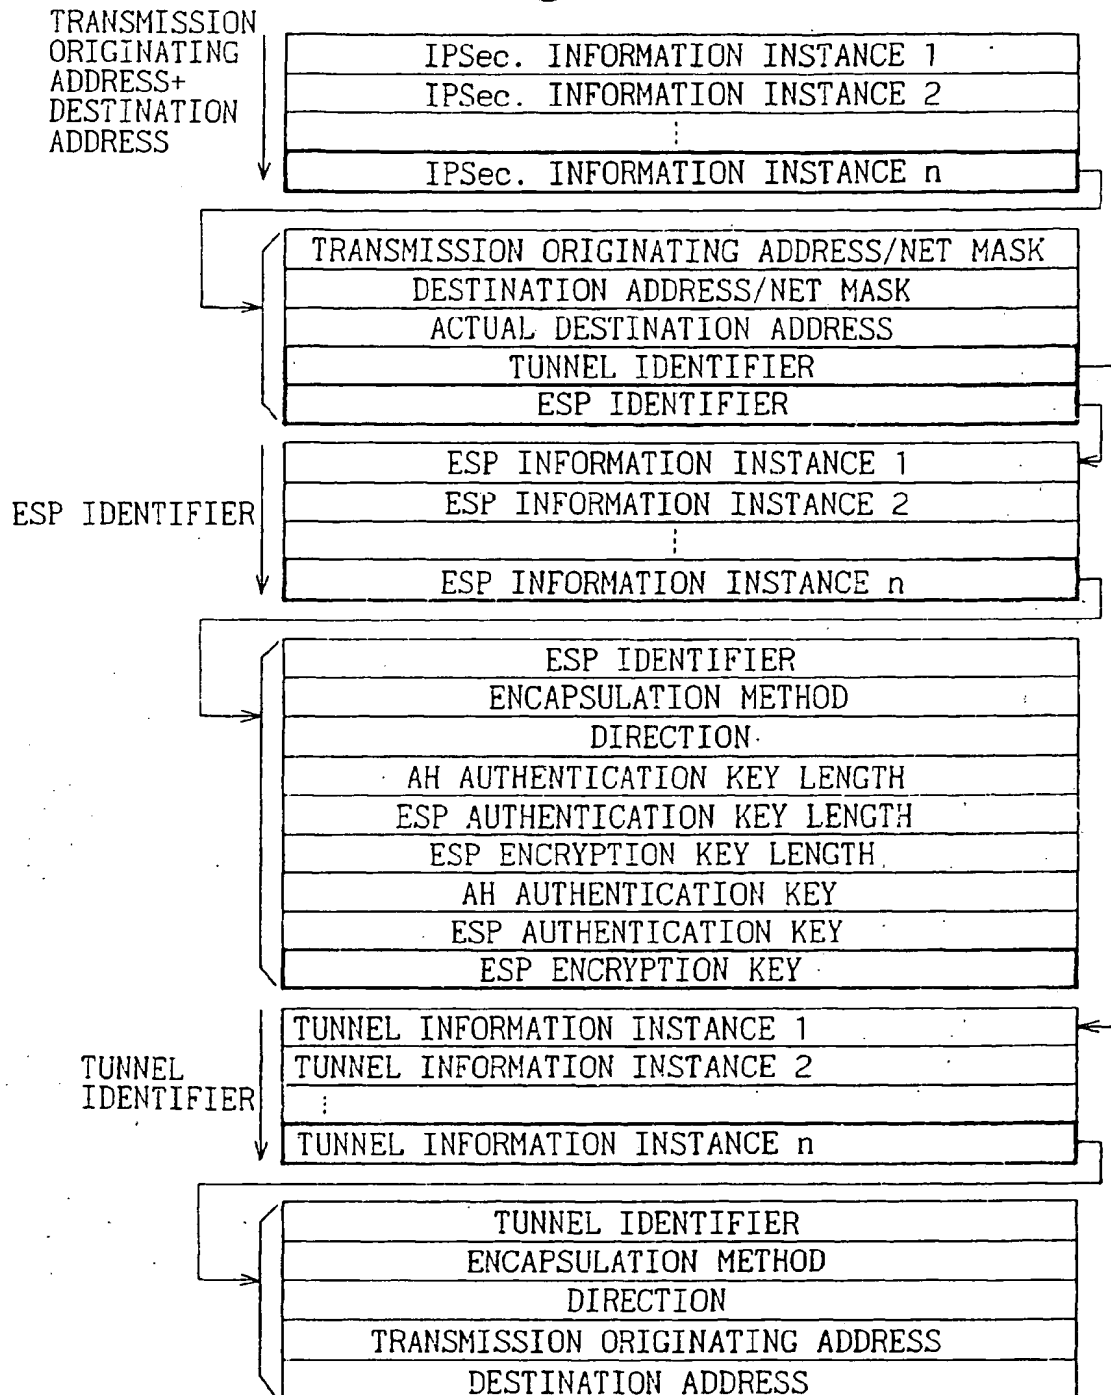 TRANSMISSION
ORIGINATING
ADDRESS+
DESTINATION
ADDRESS
IPSec. INFORMATION INSTANCE 1
IPSec. INFORMATION INSTANCE 2
IPSec. INFORMATION INSTANCE n
TRANSMISSION ORIGINATING ADDRESS/NET MASK
DESTINATION ADDRESS/NET MASK
ACTUAL DESTINATION ADDRESS
TUNNEL IDENTIFIER
ESP IDENTIFIER
ESP IDENTIFIER
ESP INFORMATION INSTANCE 1
ESP INFORMATION INSTANCE 2
ESP INFORMATION INSTANCE n
ESP IDENTIFIER
ENCAPSULATION METHOD
DIRECTION
AH AUTHENTICATION KEY LENGTH
ESP AUTHENTICATION KEY LENGTH
ESP ENCRYPTION KEY LENGTH
AH AUTHENTICATION KEY
ESP AUTHENTICATION KEY
ESP ENCRYPTION KEY
TUNNEL
IDENTIFIER
TUNNEL INFORMATION INSTANCE 1
TUNNEL INFORMATION INSTANCE 2
TUNNEL INFORMATION INSTANCE n
TUNNEL IDENTIFIER
ENCAPSULATION METHOD
DIRECTION
TRANSMISSION ORIGINATING ADDRESS
DESTINATION ADDRESS